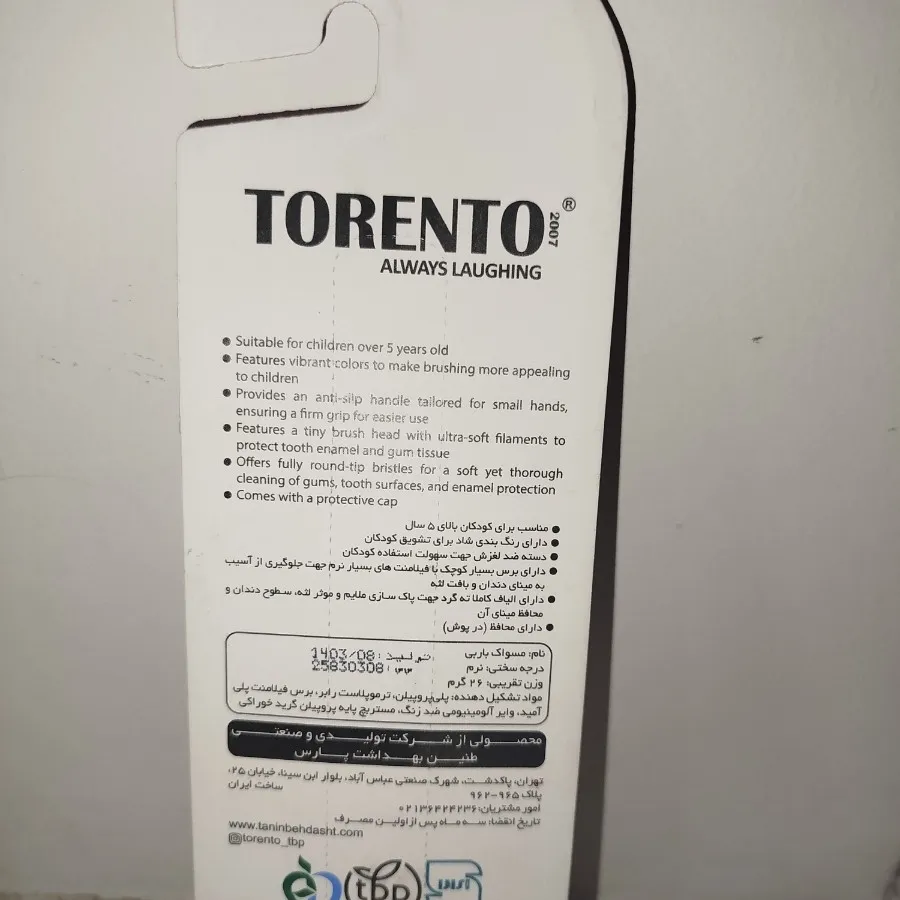 TORENTO
2007
®
ALWAYS LAUGHING
● Suitable for children over 5 years old
● Features vibrant colors to make brushing more appealing
to children
● Provides an anti-silp handle tailored for small hands,
ensuring a firm grip for easier use
● Features a tiny brush head with ultra-soft filaments to
protect tooth enamel and gum tissue
● Offers fully round-tip bristles for a soft yet thorough
cleaning of gums, tooth surfaces, and enamel protection
● Comes with a protective cap
● مناسب برای کودکان بالای ۵ سال
● دارای رنگ بندی شاد برای تشویق کودکان
● دسته ضد لغزش جهت سهولت استفاده کودکان
● دارای برس بسیار کوچک با فیلامنت های بسیار نرم جهت جلوگیری از آسیب
به مینای دندان و بافت لثه
● دارای الیاف کاملا ته گرد جهت پاک سازی ملایم و موثر لثه، سطوح دندان و
محافظ مینای آن
● دارای محافظ (در پوش)
نام: مسواک باربی
تولید: 1403/08
درجه سختی: نرم
25830308
وزن تقریبی: ۲۶ گرم
مواد تشکیل دهنده: پلی‌پروپیلن، ترموپلاست رابر، برس فیلامنت پلی
آمید، وایر آلومینیومی ضد زنگ، مستربچ پایه پروپیلن گرید خوراکی
محصولی از شرکت تولیدی و صنعتی
طنین بهداشت پارس
تهران، پاکدشت، شهرک صنعتی عباس آباد، بلوار ابن سینا، خیابان ۲۵،
پلاک ۹۶۵-۹۶۲
ساخت ایران
امور مشتریان: ۰۲۱۳۶۴۲۴۲۳۶
تاریخ انقضا: سه ماه پس از اولین مصرف
www.taninbehdasht.com
@torento_tbp
tbp